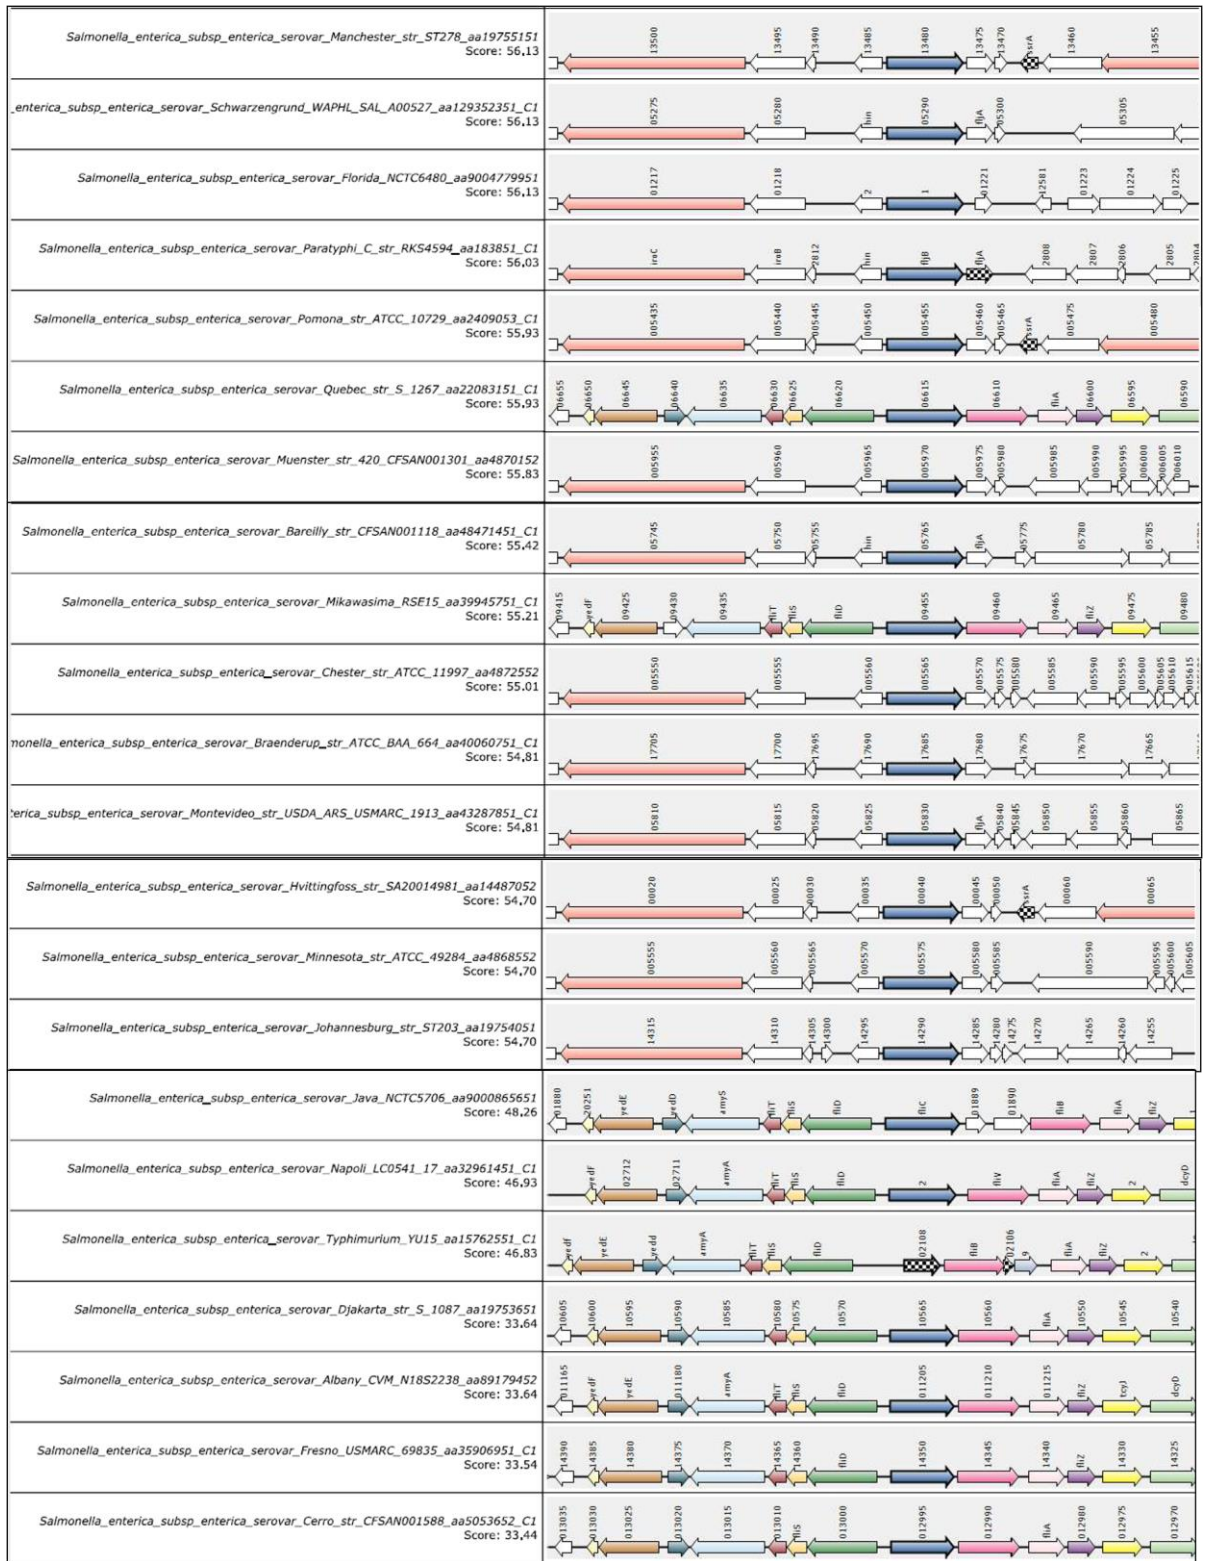 Salmonella_enterica_subsp_enterica_serovar_Manchester_str_ST278_aa19755151
Score: 56,13
13500 13495 13490 13485 13480 13475 13470 ssrA 13460 13455
_enterica_subsp_enterica_serovar_Schwarzengrund_WAPHL_SAL_A00527_aa129352351_C1
Score: 56,13
05275 05280 hin 05290 fljA 05300 05305
Salmonella_enterica_subsp_enterica_serovar_Florida_NCTC6480_aa9004779951
Score: 56,13
01217 01218 2 1 01221 12581 01223 01224 01225
Salmonella_enterica_subsp_enterica_serovar_Paratyphi_C_str_RKS4594_aa183851_C1
Score: 56,03
iroC iroB 2812 hin fljB fljA 2808 2807 2806 2805 2804
Salmonella_enterica_subsp_enterica_serovar_Pomona_str_ATCC_10729_aa2409053_C1
Score: 55,93
005435 005440 005445 005450 005455 005460 005465 ssrA 005475 005480
Salmonella_enterica_subsp_enterica_serovar_Quebec_str_S_1267_aa22083151_C1
Score: 55,93
06655 06650 06645 06640 06635 06630 06625 06620 06615 06610 fliA 06600 06595 06590
Salmonella_enterica_subsp_enterica_serovar_Muenster_str_420_CFSAN001301_aa4870152
Score: 55,83
005955 005960 005965 005970 005975 005980 005985 005990 005995 006000 006005 006010
Salmonella_enterica_subsp_enterica_serovar_Bareilly_str_CFSAN001118_aa48471451_C1
Score: 55,42
05745 05750 05755 hin 05765 fljA 05775 05780 05785
Salmonella_enterica_subsp_enterica_serovar_Mikawasima_RSE15_aa39945751_C1
Score: 55,21
09415 yedF 09425 09430 09435 fliT fliS fliD 09455 09460 09465 fliZ 09475 09480
Salmonella_enterica_subsp_enterica_serovar_Chester_str_ATCC_11997_aa4872552
Score: 55,01
005550 005555 005560 005565 005570 005575 005580 005585 005590 005595 005600 005605 005610 005615
monella_enterica_subsp_enterica_serovar_Braenderup_str_ATCC_BAA_664_aa40060751_C1
Score: 54,81
17705 17700 17695 17690 17685 17680 17675 17670 17665
terica_subsp_enterica_serovar_Montevideo_str_USDA_ARS_USMARC_1913_aa43287851_C1
Score: 54,81
05810 05815 05820 05825 05830 fljA 05840 05845 05850 05855 05860 05865
Salmonella_enterica_subsp_enterica_serovar_Hvittingfoss_str_SA20014981_aa14487052
Score: 54,70
00020 00025 00030 00035 00040 00045 00050 ssrA 00060 00065
Salmonella_enterica_subsp_enterica_serovar_Minnesota_str_ATCC_49284_aa4868552
Score: 54,70
005555 005560 005565 005570 005575 005580 005585 005590 005595 005600 005605
Salmonella_enterica_subsp_enterica_serovar_Johannesburg_str_ST203_aa19754051
Score: 54,70
14315 14310 14305 14300 14295 14290 14285 14280 14275 14270 14265 14260 14255
Salmonella_enterica_subsp_enterica_serovar_Java_NCTC5706_aa9000865651
Score: 48,26
01880 20251 yedE yedD amyS fliT fliS fliD fliC 01889 01890 fliB fliA fliZ 1
Salmonella_enterica_subsp_enterica_serovar_Napoli_LC0541_17_aa32961451_C1
Score: 46,93
yedF 02712 02711 amyA fliT fliS fliD 2 fliV fliA fliZ 2 dcyD
Salmonella_enterica_subsp_enterica_serovar_Typhimurium_YU15_aa15762551_C1
Score: 46,83
yedf yedE yedd amyA fliT fliS fliD 02108 fliB 02106 9 fliA fliZ 2
Salmonella_enterica_subsp_enterica_serovar_Djakarta_str_S_1087_aa19753651
Score: 33,64
10605 10600 10595 10590 10585 10580 10575 10570 10565 10560 fliA 10550 10545 10540
Salmonella_enterica_subsp_enterica_serovar_Albany_CVM_N18S2238_aa89179452
Score: 33,64
011165 yedF yedE 011180 amyA fliT fliS fliD 011205 011210 011215 fliZ tcyJ dcyD
Salmonella_enterica_subsp_enterica_serovar_Fresno_USMARC_69835_aa35906951_C1
Score: 33,54
14390 14385 14380 14375 14370 14365 14360 fliD 14350 14345 14340 fliZ 14330 14325
Salmonella_enterica_subsp_enterica_serovar_Cerro_str_CFSAN001588_aa5053652_C1
Score: 33,44
013035 013030 013025 013020 013015 013010 fliS 013000 012995 012990 fliA 012980 012975 012970